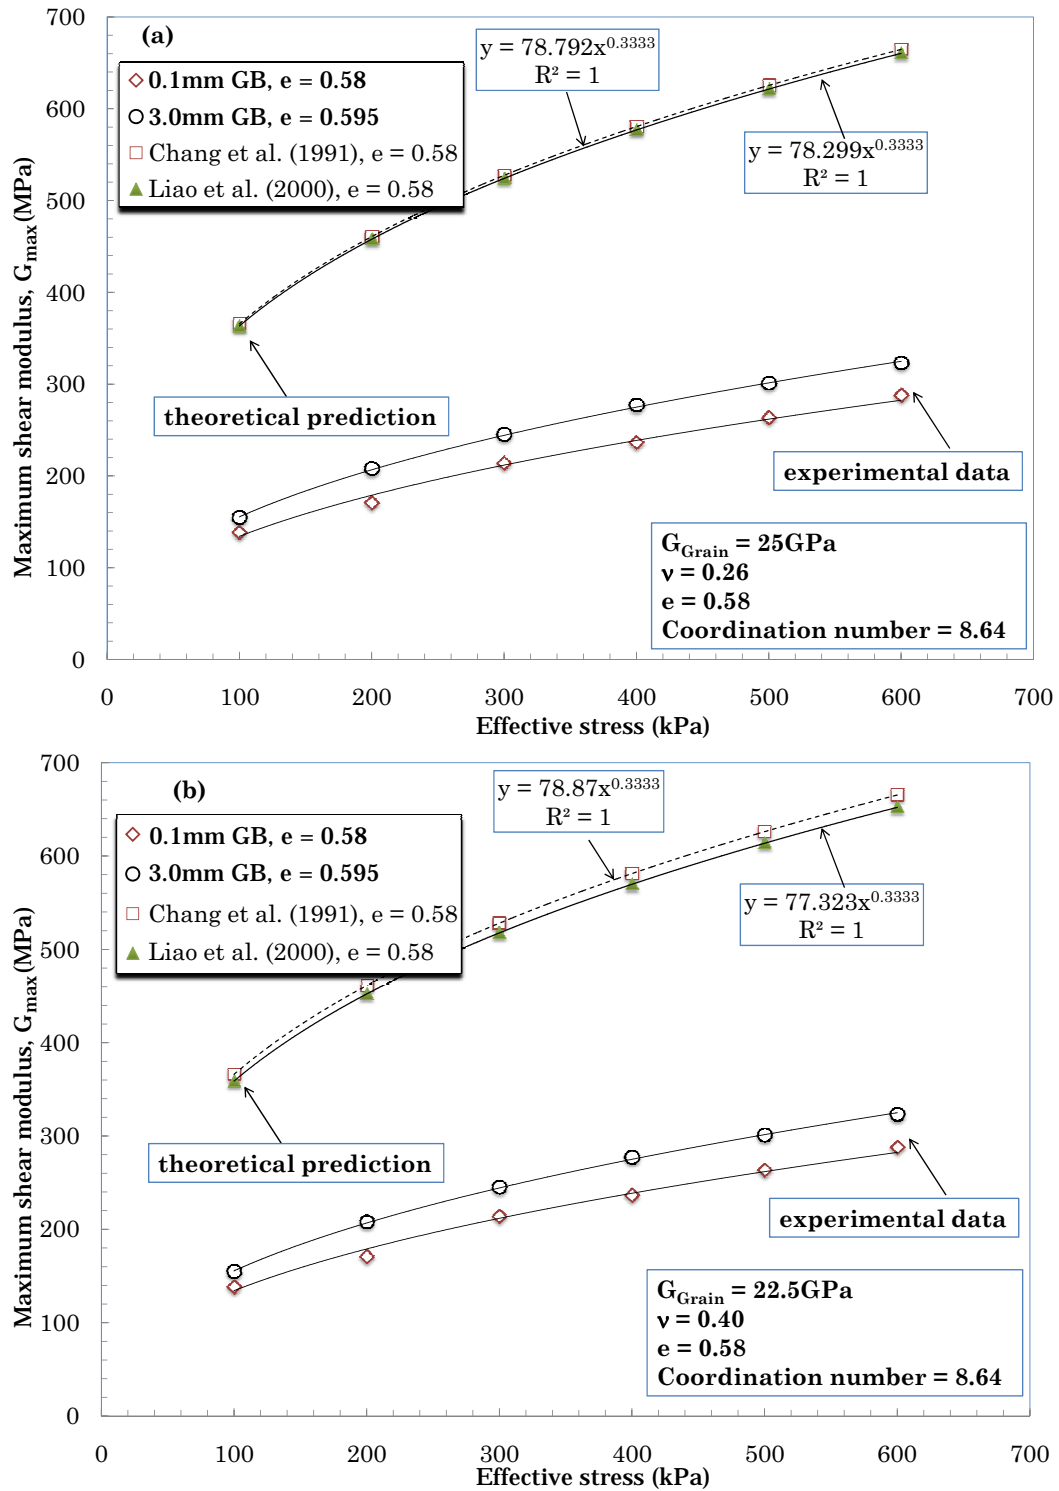 (a)
0.1mm GB, e = 0.58
3.0mm GB, e = 0.595
Chang et al. (1991), e = 0.58
Liao et al. (2000), e = 0.58
y = 78.792x^0.3333
R² = 1
y = 78.299x^0.3333
R² = 1
theoretical prediction
experimental data
G_Grain = 25GPa
ν = 0.26
e = 0.58
Coordination number = 8.64
Maximum shear modulus, G_max(MPa)
700
600
500
400
300
200
100
0
0 100 200 300 400 500 600 700
Effective stress (kPa)
(b)
0.1mm GB, e = 0.58
3.0mm GB, e = 0.595
Chang et al. (1991), e = 0.58
Liao et al. (2000), e = 0.58
y = 78.87x^0.3333
R² = 1
y = 77.323x^0.3333
R² = 1
theoretical prediction
experimental data
G_Grain = 22.5GPa
ν = 0.40
e = 0.58
Coordination number = 8.64
Maximum shear modulus, G_max(MPa)
700
600
500
400
300
200
100
0
0 100 200 300 400 500 600 700
Effective stress (kPa)